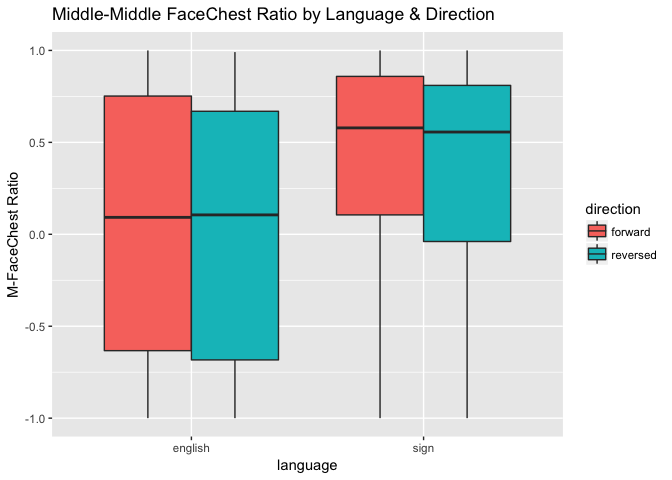 Middle-Middle FaceChest Ratio by Language & Direction
M-FaceChest Ratio
1.0
0.5
0.0
-0.5
-1.0
english
sign
language
direction
forward
reversed